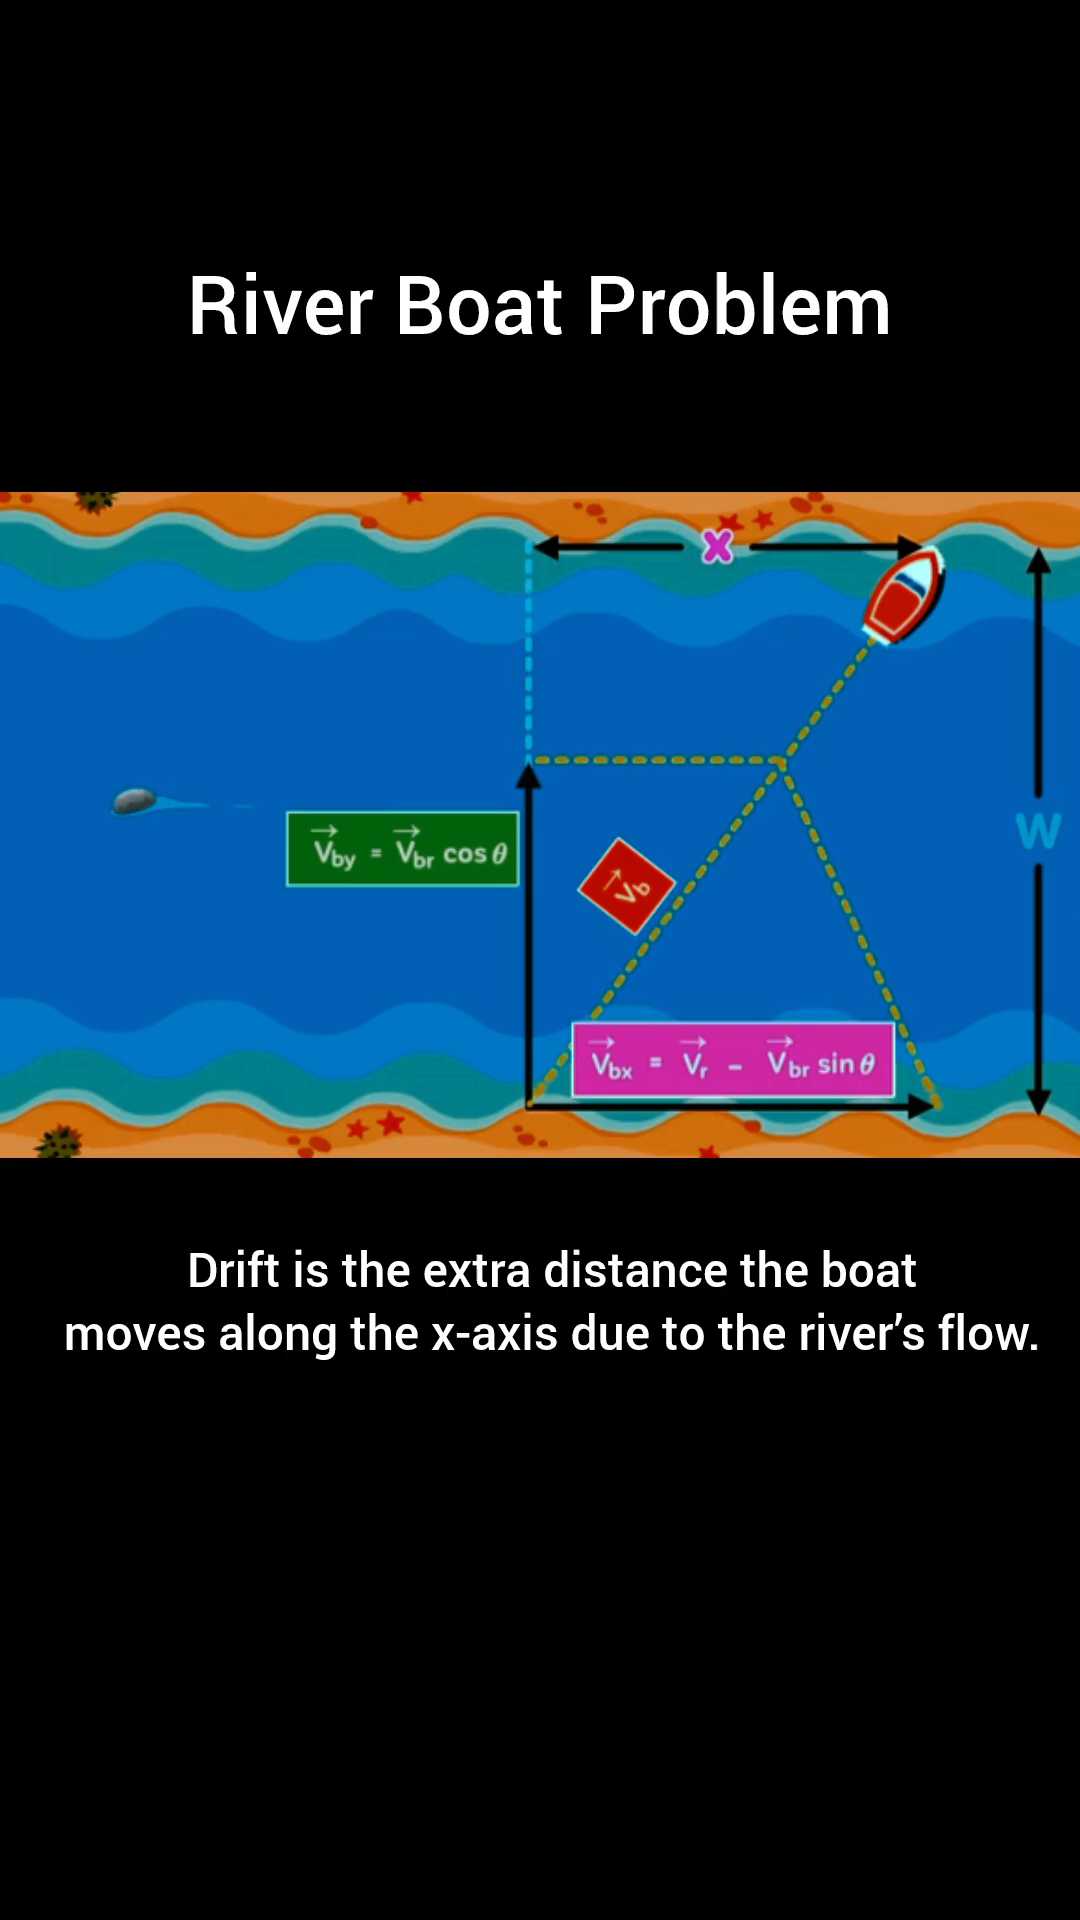 River Boat Problem
X
W
V⃗by = V⃗br cos θ
V⃗b
V⃗bx = V⃗r - V⃗br sin θ
Drift is the extra distance the boat
moves along the x-axis due to the river’s flow.